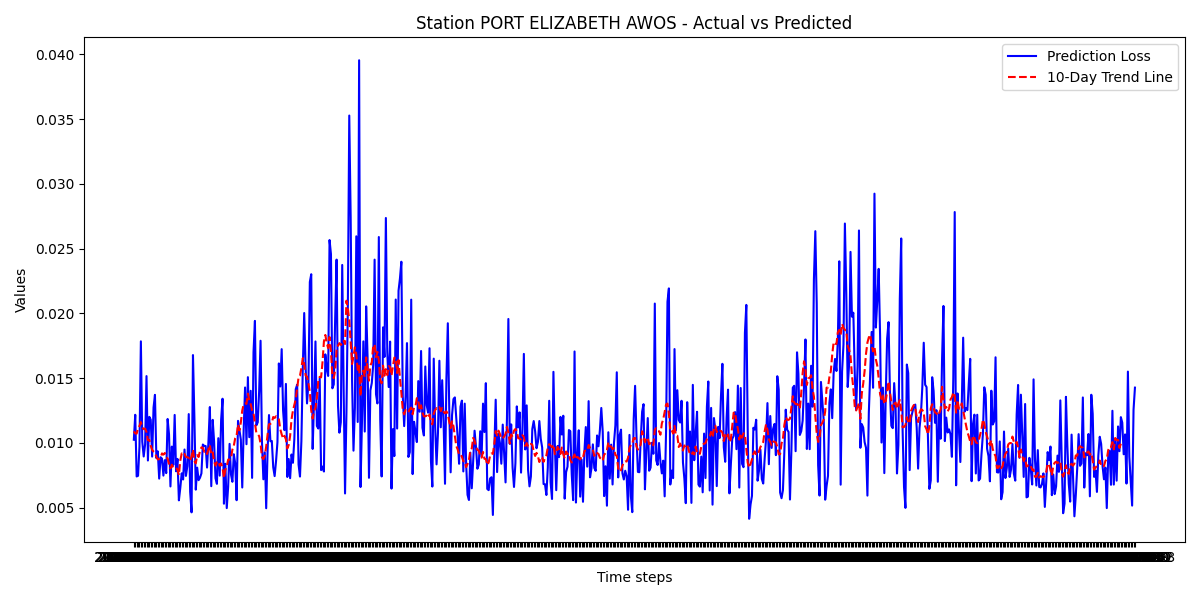 Station PORT ELIZABETH AWOS - Actual vs Predicted
Prediction Loss
10-Day Trend Line
Values
0.040
0.035
0.030
0.025
0.020
0.015
0.010
0.005
Time steps